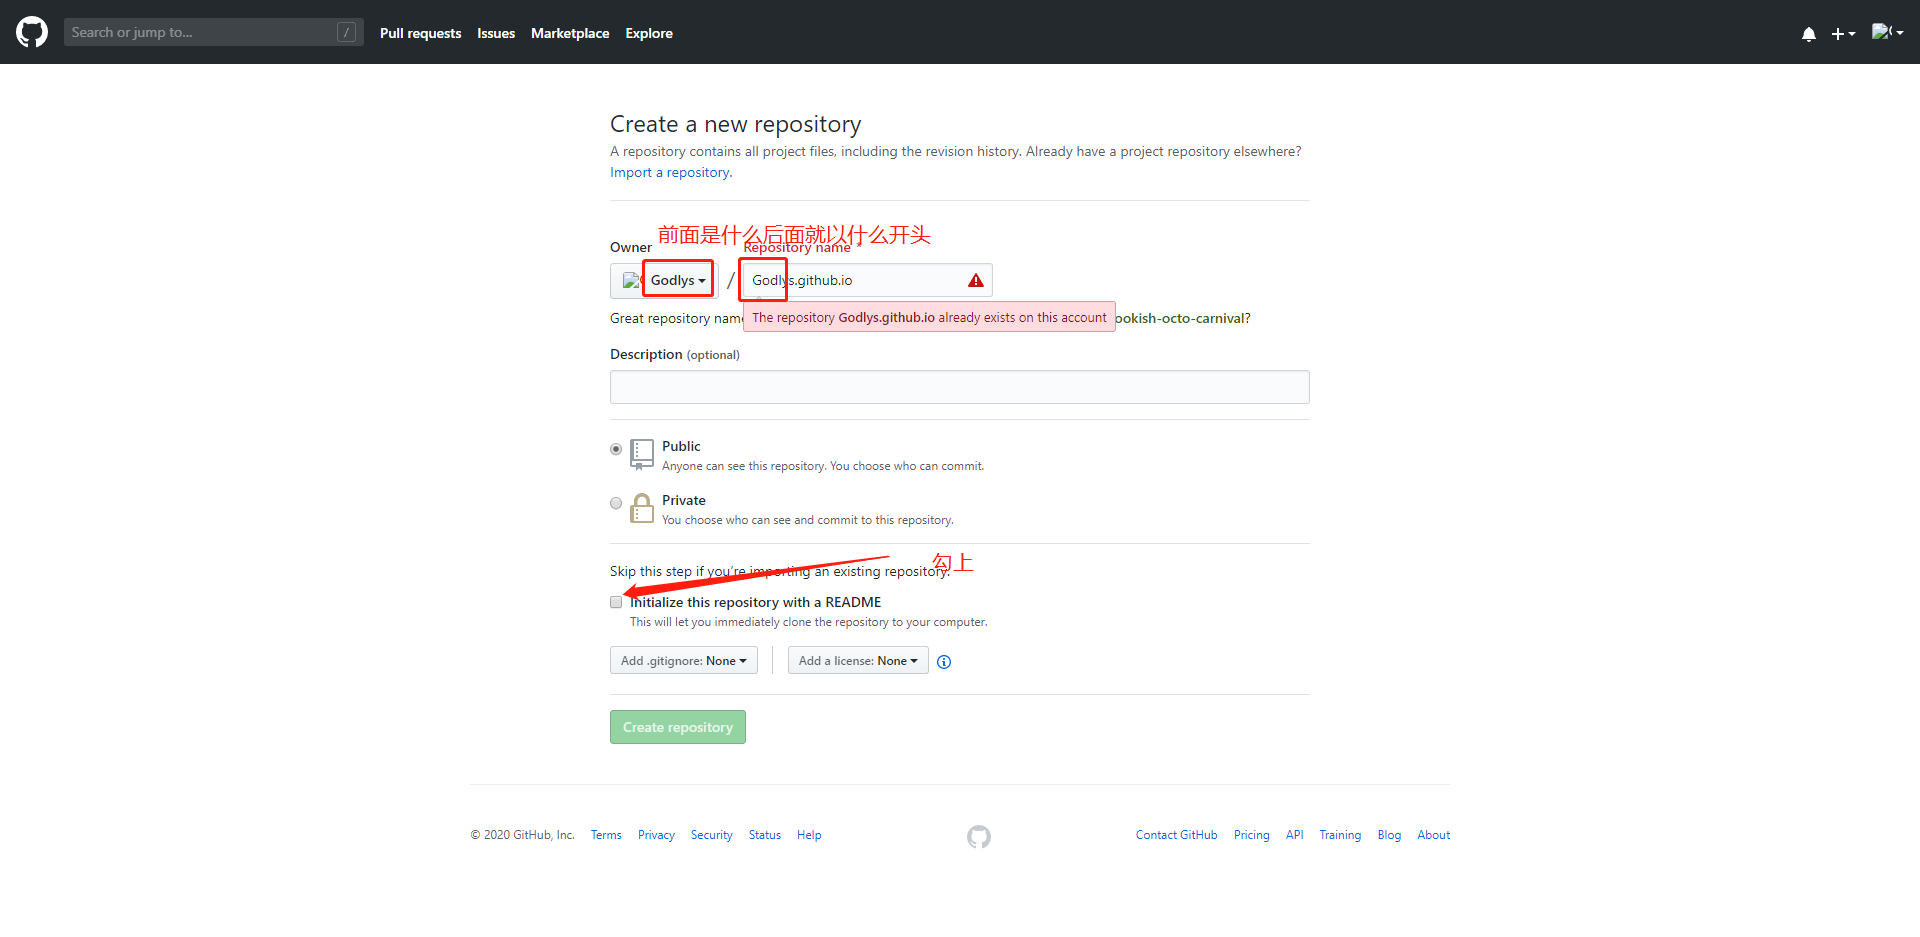 Search or jump to... /
Pull requests Issues Marketplace Explore
Create a new repository
A repository contains all project files, including the revision history. Already have a project repository elsewhere?
Import a repository.
前面是什么后面就以什么开头
Owner Repository name *
Godlys / Godlys.github.io
The repository Godlys.github.io already exists on this account
Great repository name ookish-octo-carnival?
Description (optional)
Public
Anyone can see this repository. You choose who can commit.
Private
You choose who can see and commit to this repository.
勾上
Skip this step if you're importing an existing repository.
Initialize this repository with a README
This will let you immediately clone the repository to your computer.
Add .gitignore: None Add a license: None
Create repository
© 2020 GitHub, Inc. Terms Privacy Security Status Help Contact GitHub Pricing API Training Blog About